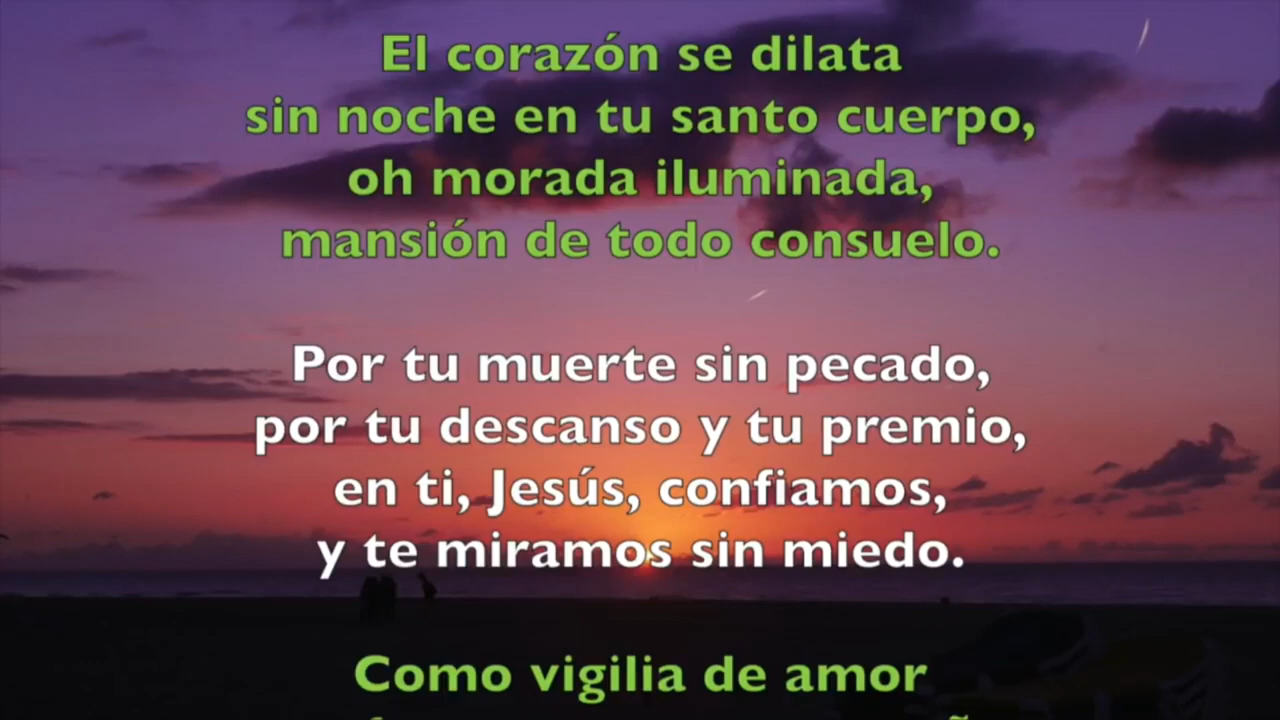 El corazón se dilata
sin noche en tu santo cuerpo,
oh morada iluminada,
mansión de todo consuelo.
Por tu muerte sin pecado,
por tu descanso y tu premio,
en ti, Jesús, confiamos,
y te miramos sin miedo.
Como vigilia de amor